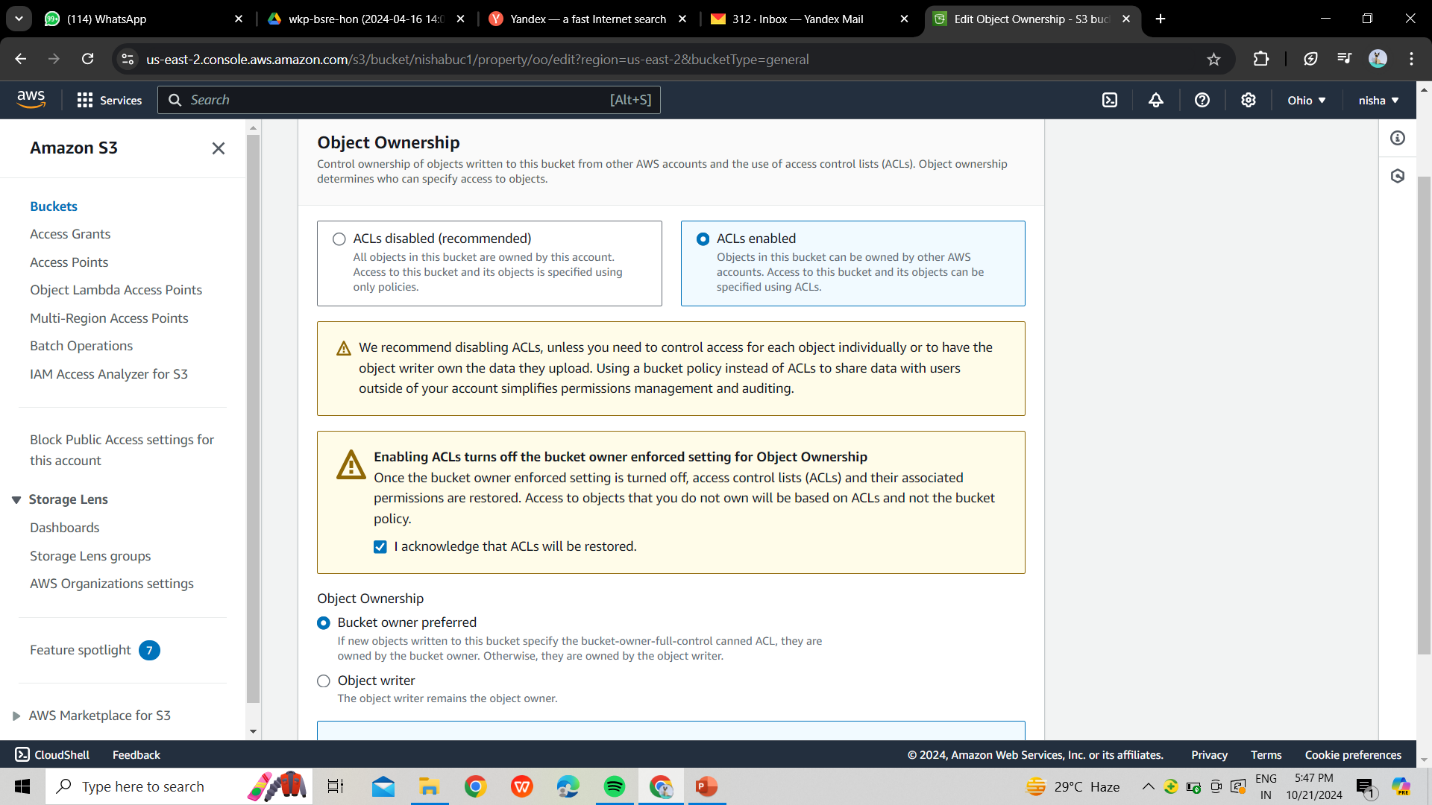 (114) WhatsApp
wkp-bsre-hon (2024-04-16 14:0
Yandex — a fast Internet search
312 · Inbox — Yandex Mail
Edit Object Ownership - S3 buc
us-east-2.console.aws.amazon.com/s3/bucket/nishabuc1/property/oo/edit?region=us-east-2&bucketType=general
aws
Services
Search
[Alt+S]
Ohio
nisha
Amazon S3
Buckets
Access Grants
Access Points
Object Lambda Access Points
Multi-Region Access Points
Batch Operations
IAM Access Analyzer for S3
Block Public Access settings for
this account
Storage Lens
Dashboards
Storage Lens groups
AWS Organizations settings
Feature spotlight 7
AWS Marketplace for S3
Object Ownership
Control ownership of objects written to this bucket from other AWS accounts and the use of access control lists (ACLs). Object ownership
determines who can specify access to objects.
ACLs disabled (recommended)
All objects in this bucket are owned by this account.
Access to this bucket and its objects is specified using
only policies.
ACLs enabled
Objects in this bucket can be owned by other AWS
accounts. Access to this bucket and its objects can be
specified using ACLs.
We recommend disabling ACLs, unless you need to control access for each object individually or to have the
object writer own the data they upload. Using a bucket policy instead of ACLs to share data with users
outside of your account simplifies permissions management and auditing.
Enabling ACLs turns off the bucket owner enforced setting for Object Ownership
Once the bucket owner enforced setting is turned off, access control lists (ACLs) and their associated
permissions are restored. Access to objects that you do not own will be based on ACLs and not the bucket
policy.
I acknowledge that ACLs will be restored.
Object Ownership
Bucket owner preferred
If new objects written to this bucket specify the bucket-owner-full-control canned ACL, they are
owned by the bucket owner. Otherwise, they are owned by the object writer.
Object writer
The object writer remains the object owner.
CloudShell
Feedback
© 2024, Amazon Web Services, Inc. or its affiliates.
Privacy
Terms
Cookie preferences
Type here to search
29°C Haze
ENG
IN
5:47 PM
10/21/2024
1